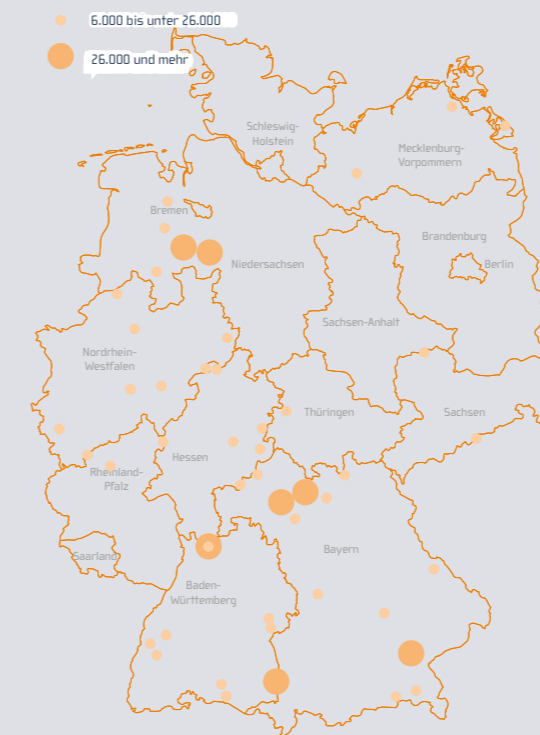 6.000 bis unter 26.000
26.000 und mehr
Schleswig-
Holstein
Mecklenburg-
Vorpommern
Bremen
Brandenburg
Niedersachsen
Berlin
Sachsen-Anhalt
Nordrhein-
Westfalen
Thüringen
Sachsen
Hessen
Rheinland-
Pfalz
Bayern
Saarland
Baden-
Württemberg